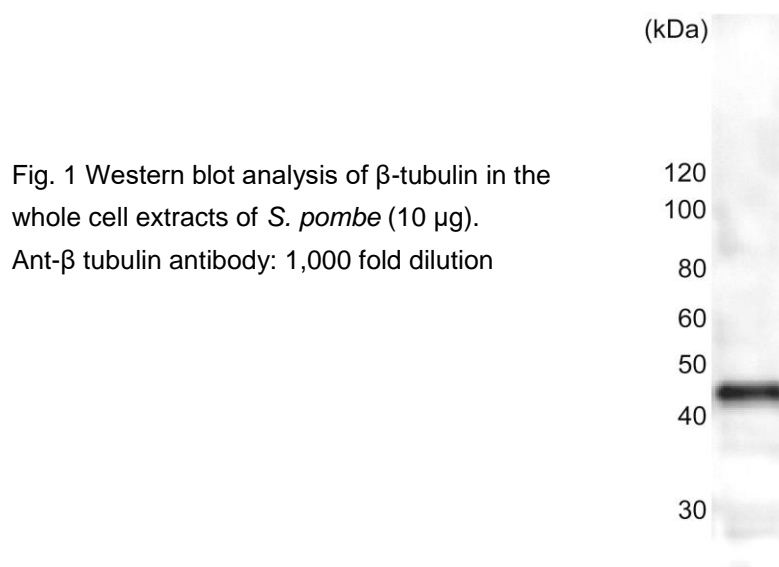 (kDa)
Fig. 1 Western blot analysis of β-tubulin in the
whole cell extracts of S. pombe (10 μg).
Ant-β tubulin antibody: 1,000 fold dilution
120
100
80
60
50
40
30